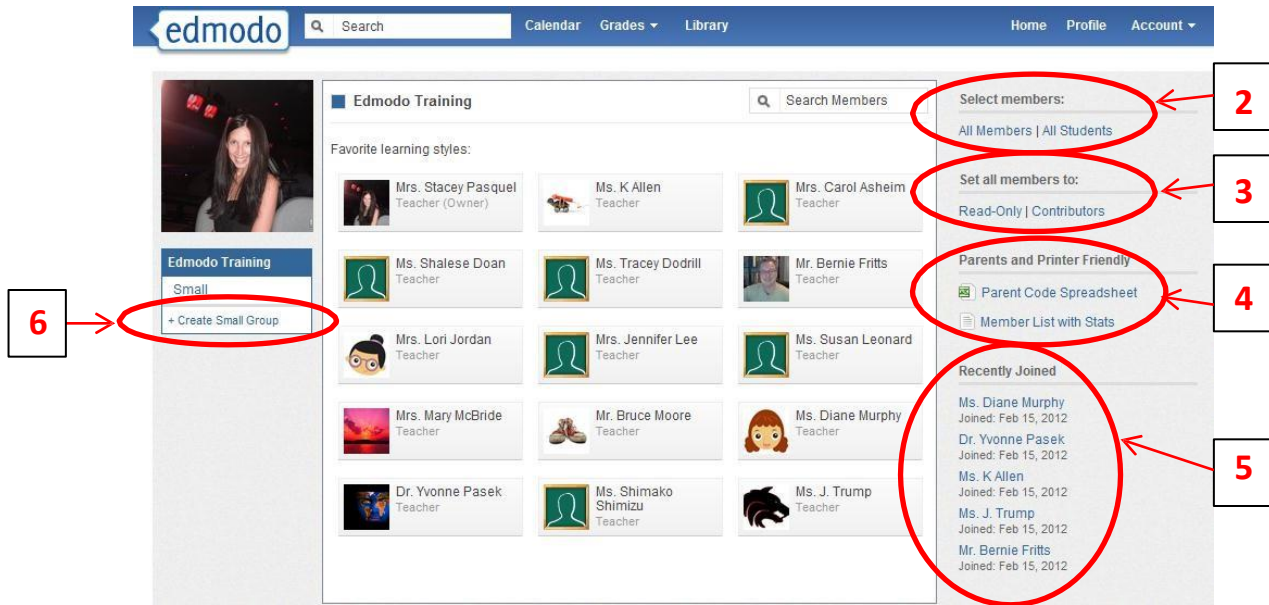 edmodo
Search
Calendar
Grades
Library
Home
Profile
Account
Edmodo Training
Search Members
Favorite learning styles:
Mrs. Stacey Pasquel
Teacher (Owner)
Ms. K Allen
Teacher
Mrs. Carol Asheim
Teacher
Ms. Shalese Doan
Teacher
Ms. Tracey Dodrill
Teacher
Mr. Bernie Fritts
Teacher
Mrs. Lori Jordan
Teacher
Mrs. Jennifer Lee
Teacher
Ms. Susan Leonard
Teacher
Mrs. Mary McBride
Teacher
Mr. Bruce Moore
Teacher
Ms. Diane Murphy
Teacher
Dr. Yvonne Pasek
Teacher
Ms. Shimako
Shimizu
Teacher
Ms. J. Trump
Teacher
Edmodo Training
Small
+ Create Small Group
6
Select members:
All Members | All Students
2
Set all members to:
Read-Only | Contributors
3
Parents and Printer Friendly
Parent Code Spreadsheet
Member List with Stats
4
Recently Joined
Ms. Diane Murphy
Joined: Feb 15, 2012
Dr. Yvonne Pasek
Joined: Feb 15, 2012
Ms. K Allen
Joined: Feb 15, 2012
Ms. J. Trump
Joined: Feb 15, 2012
Mr. Bernie Fritts
Joined: Feb 15, 2012
5